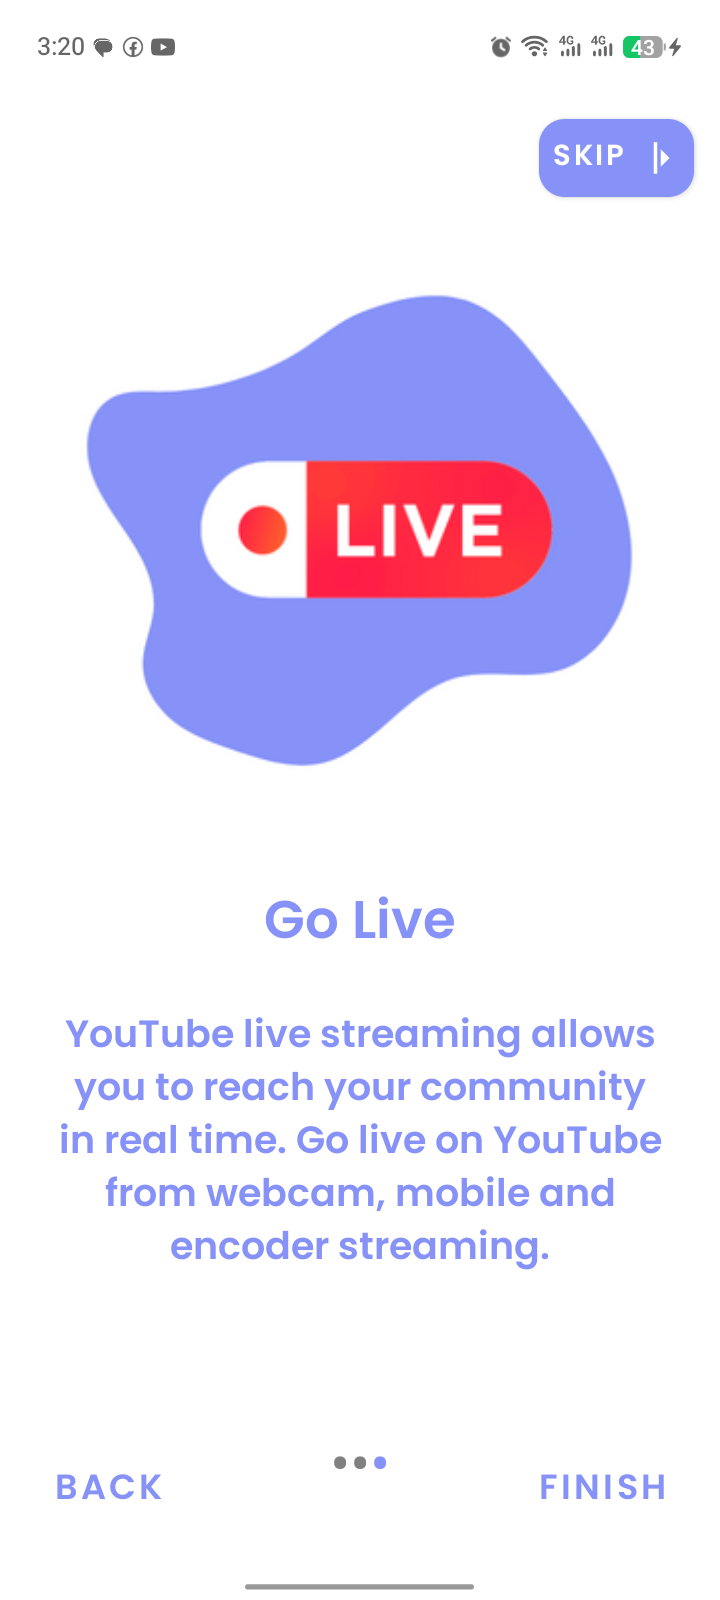 3:20
4G 4G 43
SKIP
LIVE
Go Live
YouTube live streaming allows
you to reach your community
in real time. Go live on YouTube
from webcam, mobile and
encoder streaming.
BACK
FINISH